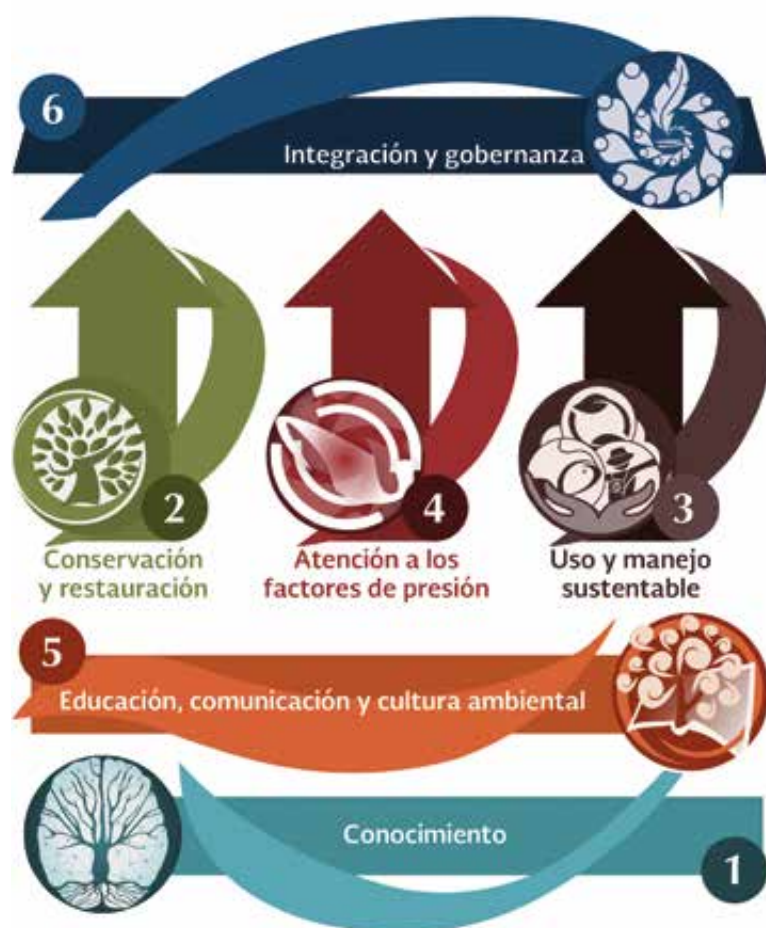 6
Integración y gobernanza
2
Conservación
y restauración
4
Atención a los
factores de presión
3
Uso y manejo
sustentable
5
Educación, comunicación y cultura ambiental
Conocimiento
1